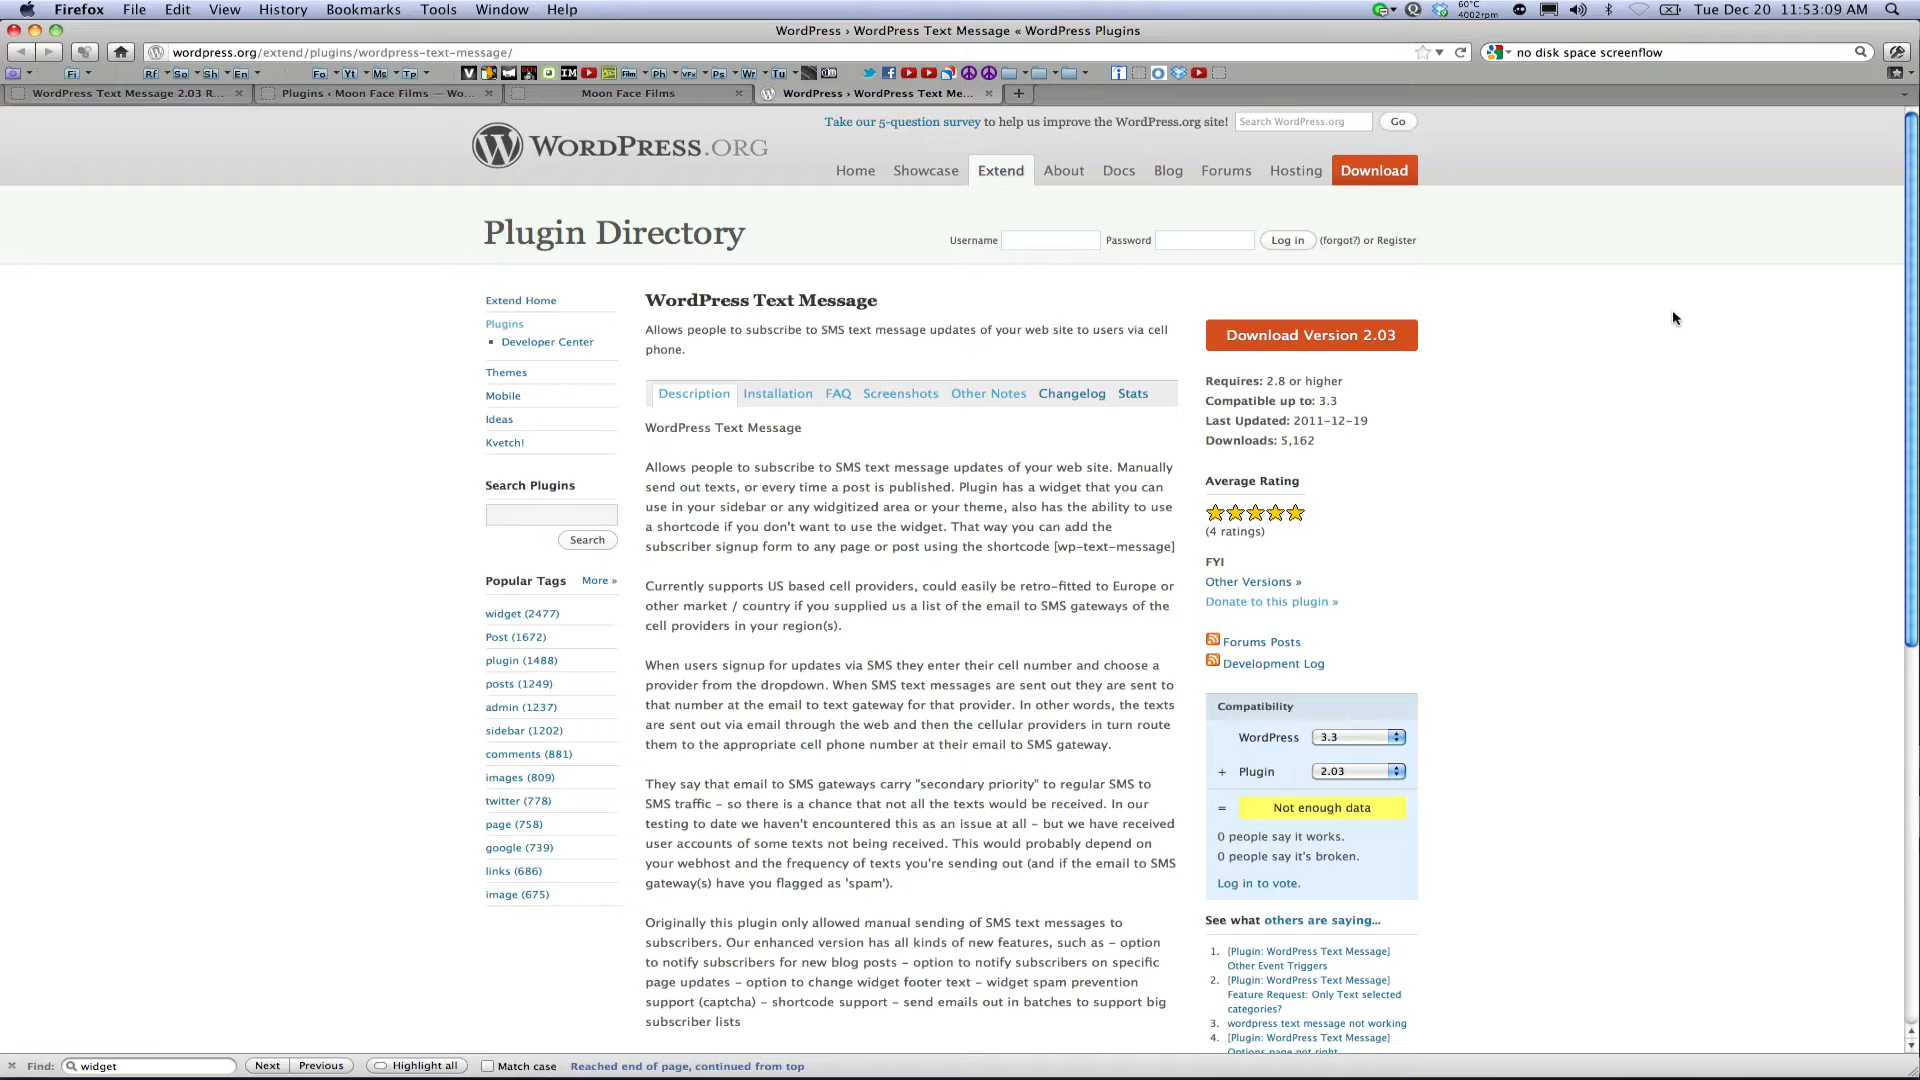 Firefox File Edit View History Bookmarks Tools Window Help
60°C
4002rpm
Tue Dec 20 11:53:09 AM
WordPress › WordPress Text Message « WordPress Plugins
wordpress.org/extend/plugins/wordpress-text-message/
no disk space screenflow
Fi Rf So Sh En Fo Yt Ms Tp Film Ph VFx Ps Wr Tu
WordPress Text Message 2.03 R...
Plugins ‹ Moon Face Films — Wo...
Moon Face Films
WordPress › WordPress Text Me...
Take our 5-question survey to help us improve the WordPress.org site!
Search WordPress.org
Go
WORDPRESS.ORG
Home Showcase Extend About Docs Blog Forums Hosting Download
Plugin Directory
Username
Password
Log in
(forgot?) or Register
Extend Home
Plugins
Developer Center
Themes
Mobile
Ideas
Kvetch!
Search Plugins
Search
Popular Tags More »
widget (2477)
Post (1672)
plugin (1488)
posts (1249)
admin (1237)
sidebar (1202)
comments (881)
images (809)
twitter (778)
page (758)
google (739)
links (686)
image (675)
WordPress Text Message
Allows people to subscribe to SMS text message updates of your web site to users via cell
phone.
Description Installation FAQ Screenshots Other Notes Changelog Stats
WordPress Text Message
Allows people to subscribe to SMS text message updates of your web site. Manually
send out texts, or every time a post is published. Plugin has a widget that you can
use in your sidebar or any widgitized area or your theme, also has the ability to use
a shortcode if you don't want to use the widget. That way you can add the
subscriber signup form to any page or post using the shortcode [wp-text-message]
Currently supports US based cell providers, could easily be retro-fitted to Europe or
other market / country if you supplied us a list of the email to SMS gateways of the
cell providers in your region(s).
When users signup for updates via SMS they enter their cell number and choose a
provider from the dropdown. When SMS text messages are sent out they are sent to
that number at the email to text gateway for that provider. In other words, the texts
are sent out via email through the web and then the cellular providers in turn route
them to the appropriate cell phone number at their email to SMS gateway.
They say that email to SMS gateways carry "secondary priority" to regular SMS to
SMS traffic – so there is a chance that not all the texts would be received. In our
testing to date we haven't encountered this as an issue at all – but we have received
user accounts of some texts not being received. This would probably depend on
your webhost and the frequency of texts you're sending out (and if the email to SMS
gateway(s) have you flagged as 'spam').
Originally this plugin only allowed manual sending of SMS text messages to
subscribers. Our enhanced version has all kinds of new features, such as – option
to notify subscribers for new blog posts – option to notify subscribers on specific
page updates – option to change widget footer text – widget spam prevention
support (captcha) – shortcode support – send emails out in batches to support big
subscriber lists
Download Version 2.03
Requires: 2.8 or higher
Compatible up to: 3.3
Last Updated: 2011-12-19
Downloads: 5,162
Average Rating
(4 ratings)
FYI
Other Versions »
Donate to this plugin »
Forums Posts
Development Log
Compatibility
WordPress 3.3
+ Plugin 2.03
= Not enough data
0 people say it works.
0 people say it's broken.
Log in to vote.
See what others are saying...
1. [Plugin: WordPress Text Message]
Other Event Triggers
2. [Plugin: WordPress Text Message]
Feature Request: Only Text selected
categories?
3. wordpress text message not working
4. [Plugin: WordPress Text Message]
Options page not right
Find: widget Next Previous Highlight all Match case Reached end of page, continued from top